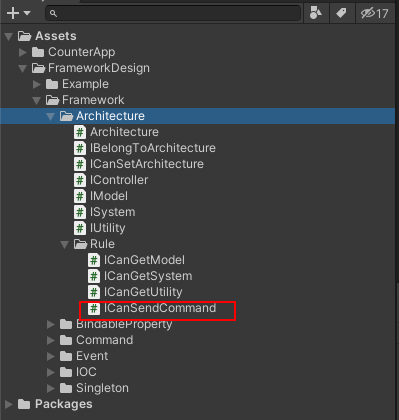 17
Assets
CounterApp
FrameworkDesign
Example
Framework
Architecture
Architecture
IBelongToArchitecture
ICanSetArchitecture
IController
IModel
ISystem
IUtility
Rule
ICanGetModel
ICanGetSystem
ICanGetUtility
ICanSendCommand
BindableProperty
Command
Event
IOC
Singleton
Packages